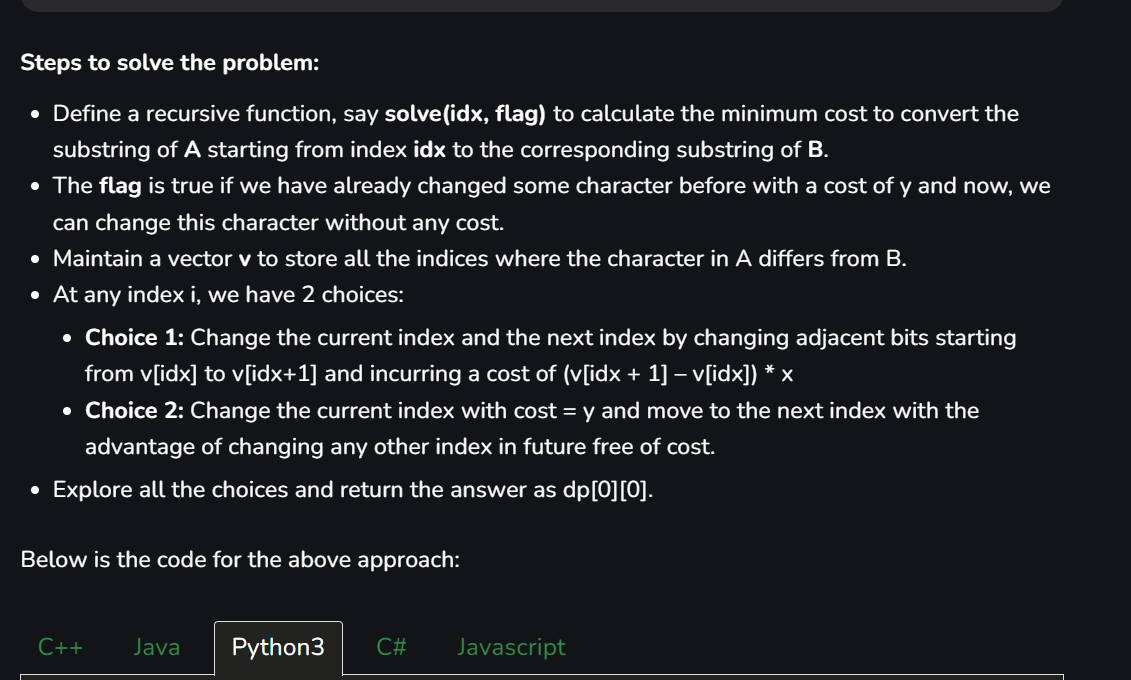 Steps to solve the problem:
• Define a recursive function, say solve(idx, flag) to calculate the minimum cost to convert the
substring of A starting from index idx to the corresponding substring of B.
• The flag is true if we have already changed some character before with a cost of y and now, we
can change this character without any cost.
• Maintain a vector v to store all the indices where the character in A differs from B.
• At any index i, we have 2 choices:
• Choice 1: Change the current index and the next index by changing adjacent bits starting
from v[idx] to v[idx+1] and incurring a cost of (v[idx + 1] – v[idx]) * x
• Choice 2: Change the current index with cost = y and move to the next index with the
advantage of changing any other index in future free of cost.
• Explore all the choices and return the answer as dp[0][0].
Below is the code for the above approach:
C++ Java Python3 C# Javascript